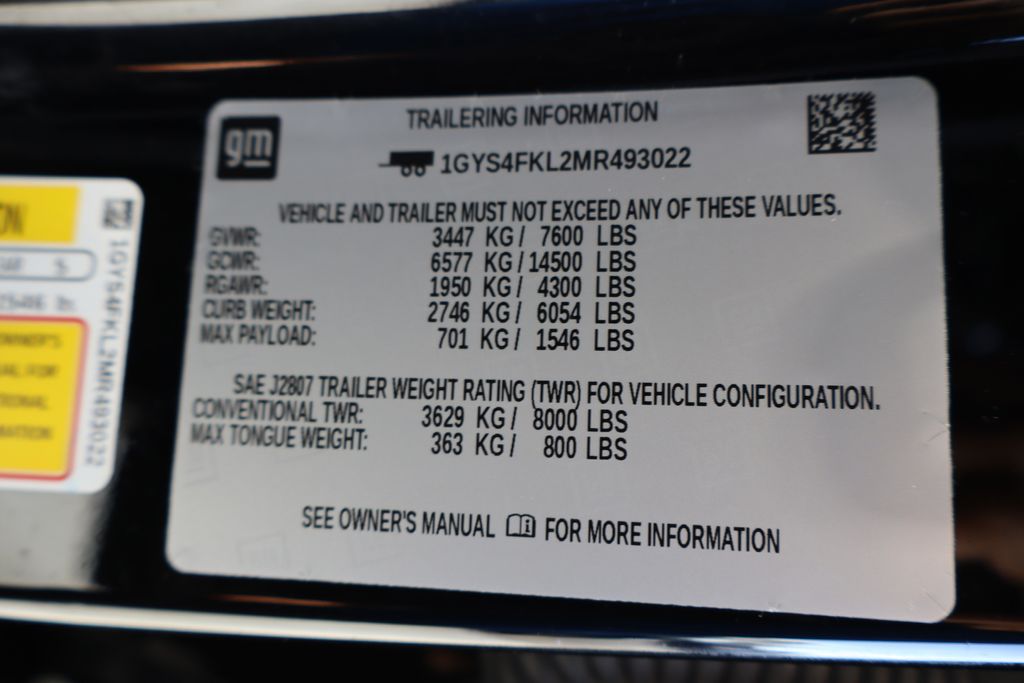 gm
TRAILERING INFORMATION
1GYS4FKL2MR493022
VEHICLE AND TRAILER MUST NOT EXCEED ANY OF THESE VALUES.
GVWR: 3447 KG / 7600 LBS
GCWR: 6577 KG / 14500 LBS
RGAWR: 1950 KG / 4300 LBS
CURB WEIGHT: 2746 KG / 6054 LBS
MAX PAYLOAD: 701 KG / 1546 LBS
SAE J2807 TRAILER WEIGHT RATING (TWR) FOR VEHICLE CONFIGURATION.
CONVENTIONAL TWR: 3629 KG / 8000 LBS
MAX TONGUE WEIGHT: 363 KG / 800 LBS
SEE OWNER'S MANUAL FOR MORE INFORMATION
1GYS4FKL2MR493022